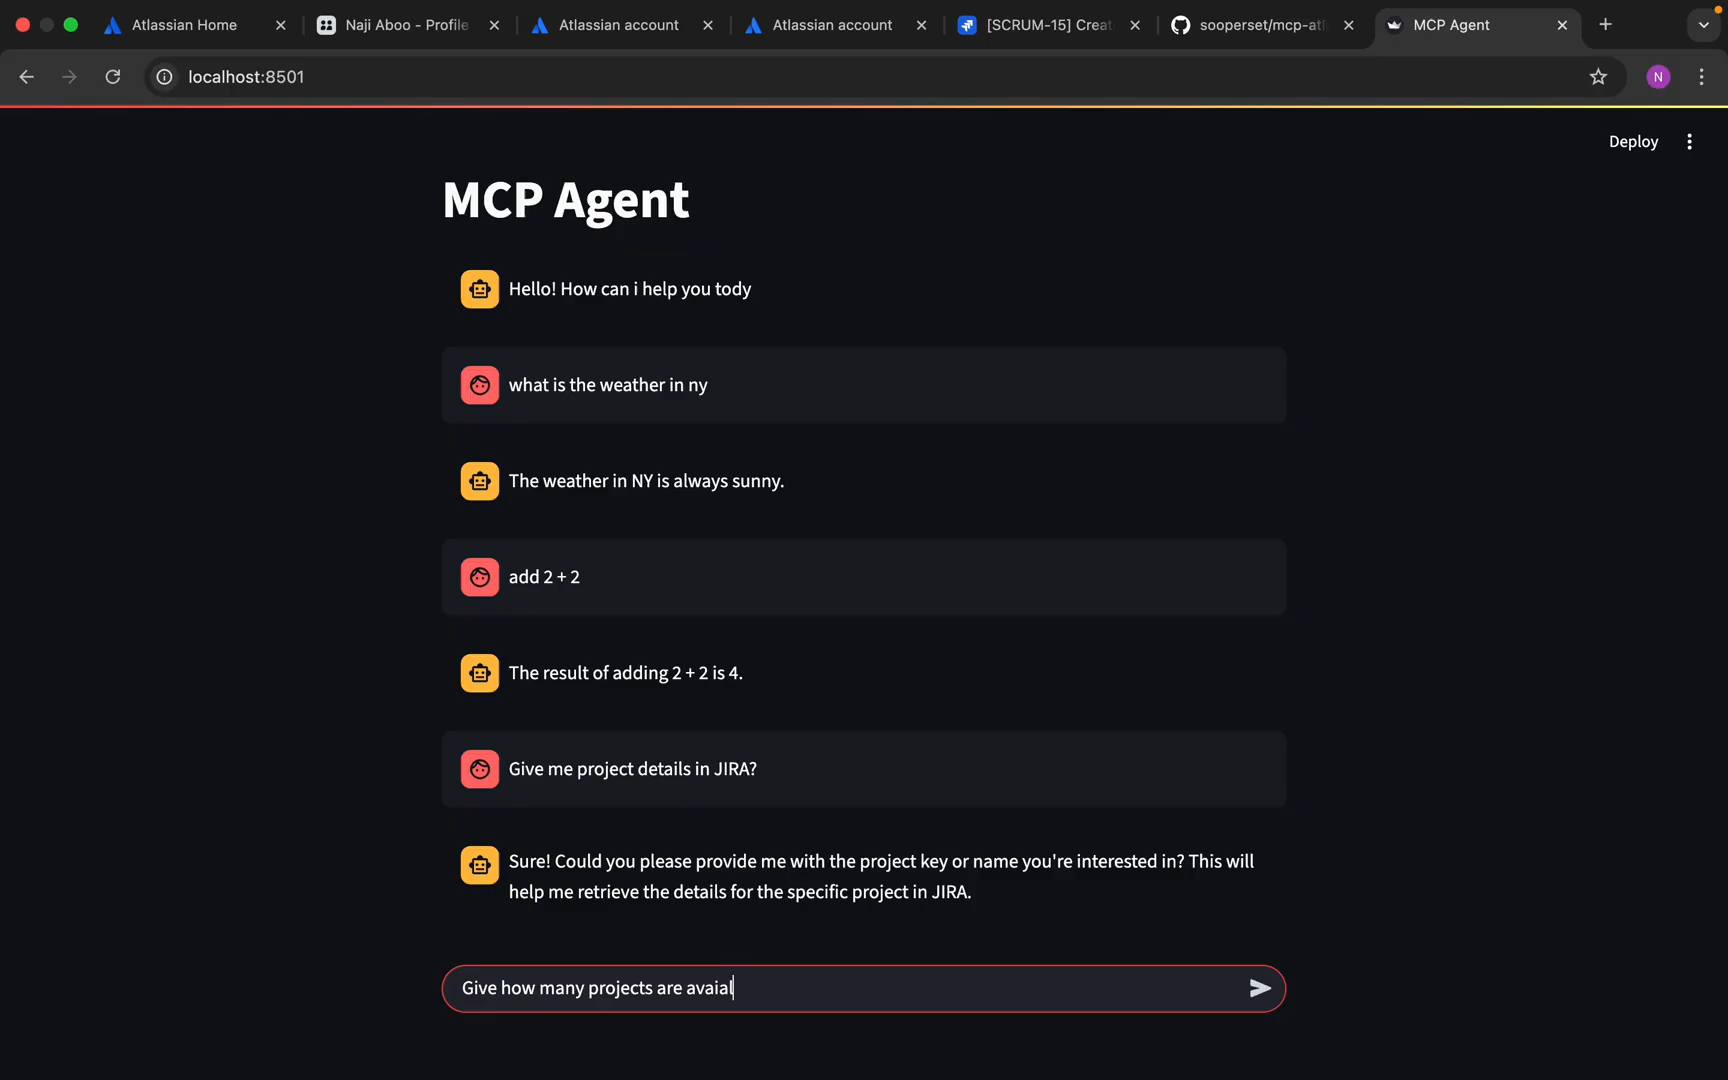 Atlassian Home
Naji Aboo - Profile
Atlassian account
Atlassian account
[SCRUM-15] Creat
sooperset/mcp-atl
MCP Agent
localhost:8501
N
Deploy
MCP Agent
Hello! How can i help you tody
what is the weather in ny
The weather in NY is always sunny.
add 2 + 2
The result of adding 2 + 2 is 4.
Give me project details in JIRA?
Sure! Could you please provide me with the project key or name you're interested in? This will
help me retrieve the details for the specific project in JIRA.
Give how many projects are avaial